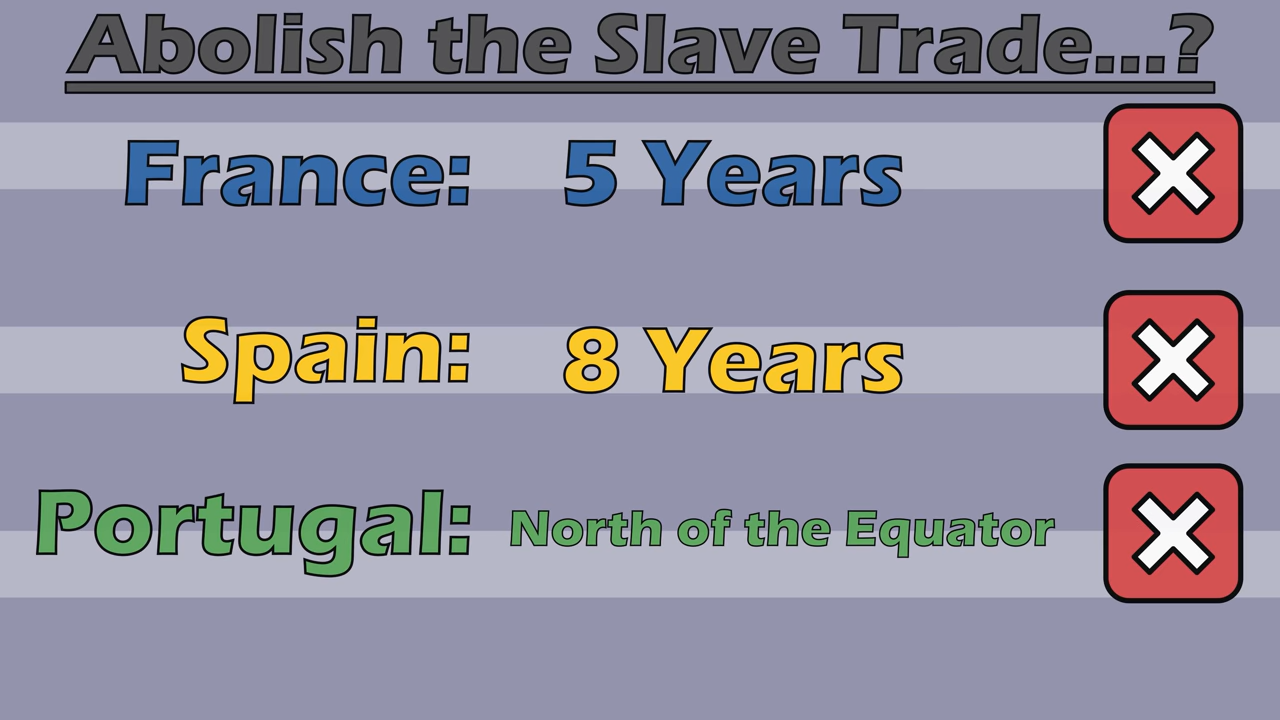 Abolish the Slave Trade...?
France: 5 Years
Spain: 8 Years
Portugal: North of the Equator